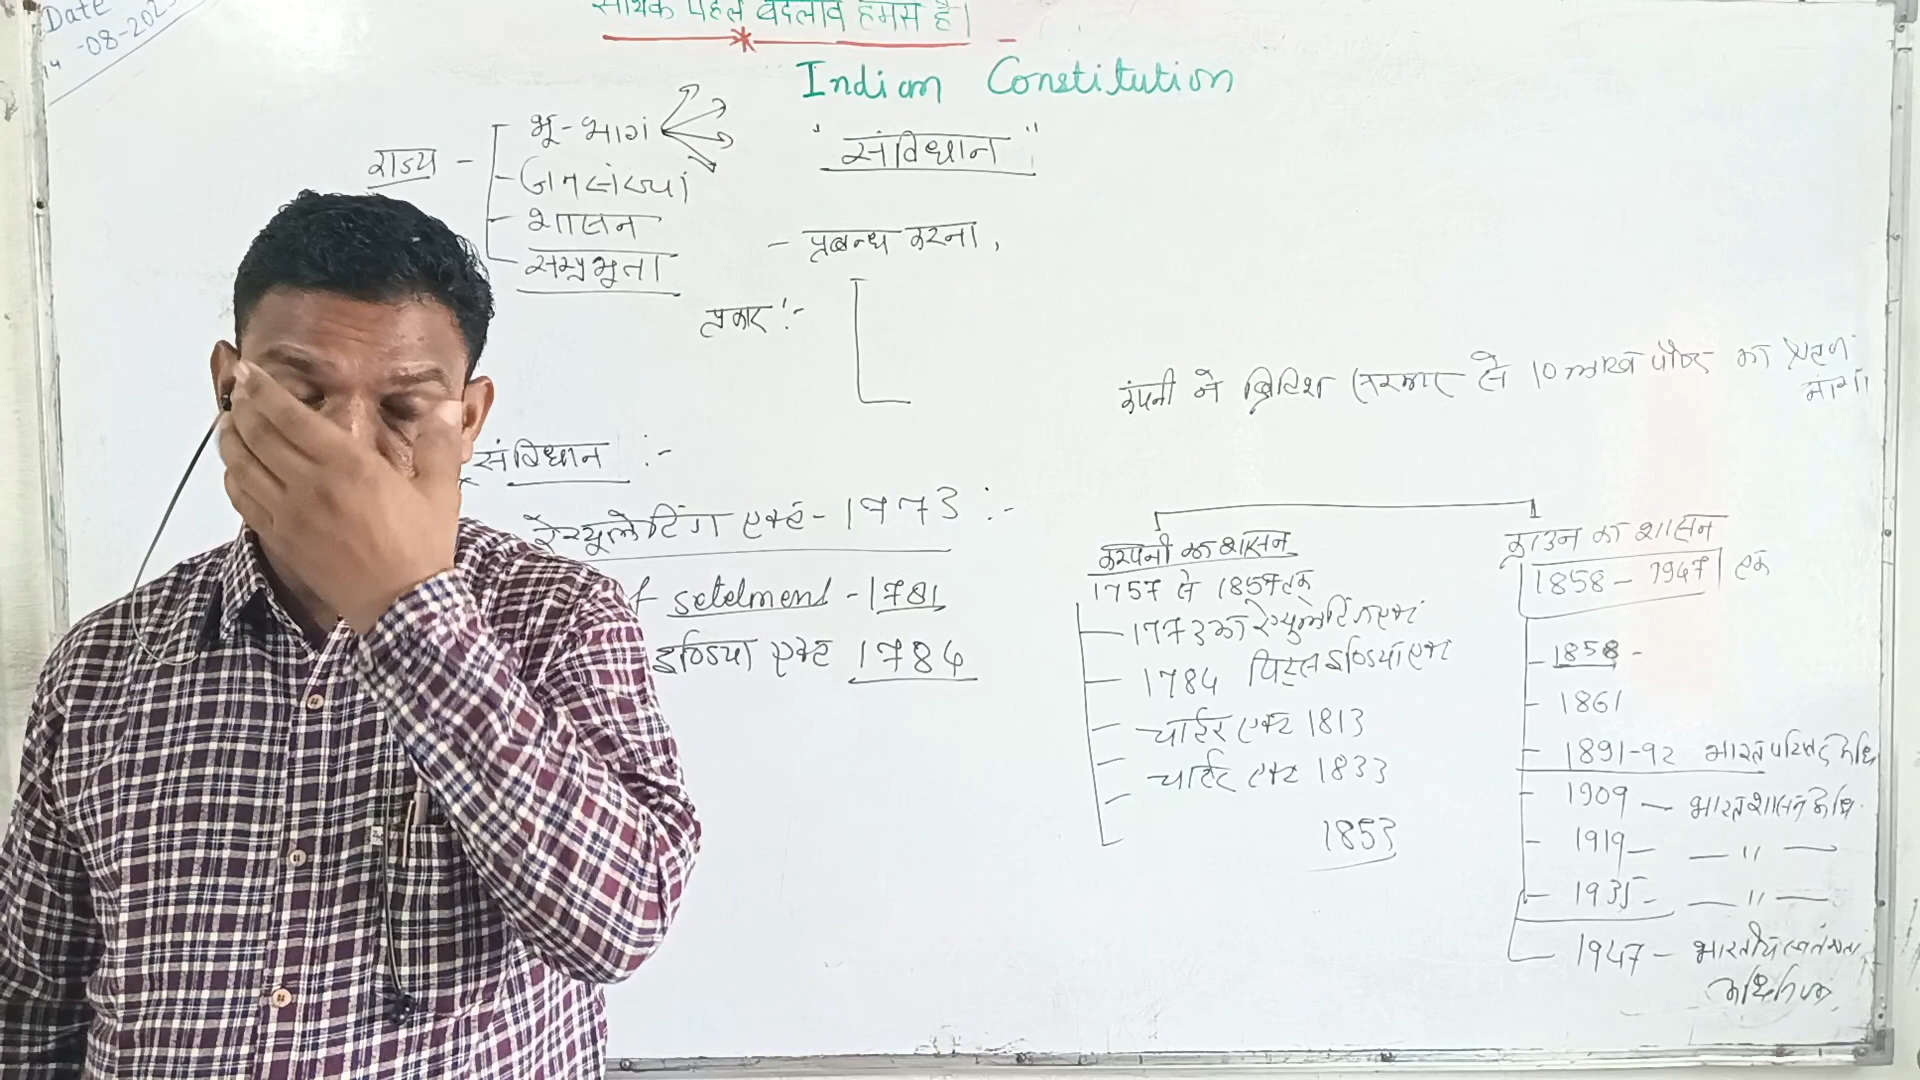 Date
14-08-202
सार्थक पहल बदलाव हमसे है।
Indian Constitution
राज्य -
भू-भाग
जनसंख्या
शासन
सम्प्रभुता
"संविधान"
- प्रबन्ध करना,
प्रकार :-
कंपनी ने ब्रिटिश सरकार से 10 लाख पौण्ड का ऋण
मांगा
संविधान :-
रेग्यूलेटिंग एक्ट - 1773 :-
f setelment - 1781
इण्डिया एक्ट 1784
कम्पनी का शासन
1757 से 1857 तक
1773 का रेग्युलेटिंग एक्ट
1784 पिट्स इण्डिया एक्ट
चार्टर एक्ट 1813
चार्टर एक्ट 1833
1853
क्राउन का शासन
1858 - 1947 तक
1858 -
1861
1891-92 भारत परिषद अधि
1909 - भारत शासन अधि.
1919 - — 11 —
1935 - — 11 —
1947 - भारतीय स्वतंत्रता
अधिनियम